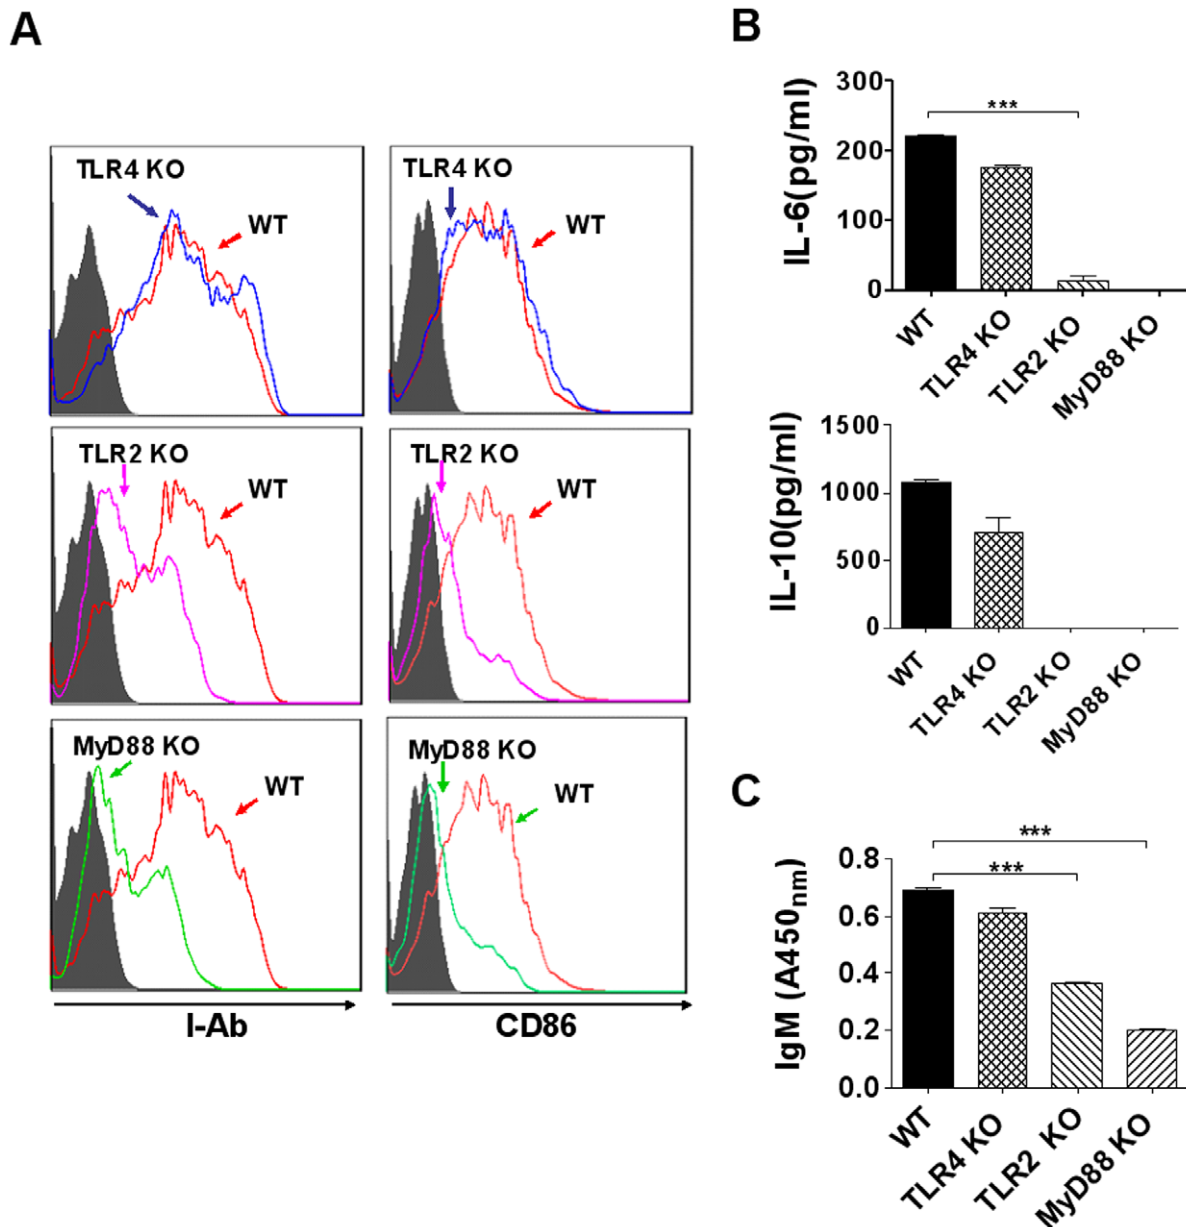 A
TLR4 KO
WT
TLR4 KO
WT
TLR2 KO
WT
TLR2 KO
WT
MyD88 KO
WT
MyD88 KO
WT
I-Ab
CD86
B
IL-6(pg/ml)
300
200
100
0
***
WT
TLR4 KO
TLR2 KO
MyD88 KO
IL-10(pg/ml)
1500
1000
500
0
WT
TLR4 KO
TLR2 KO
MyD88 KO
C
IgM (A450nm)
0.8
0.6
0.4
0.2
0.0
***
***
WT
TLR4 KO
TLR2 KO
MyD88 KO